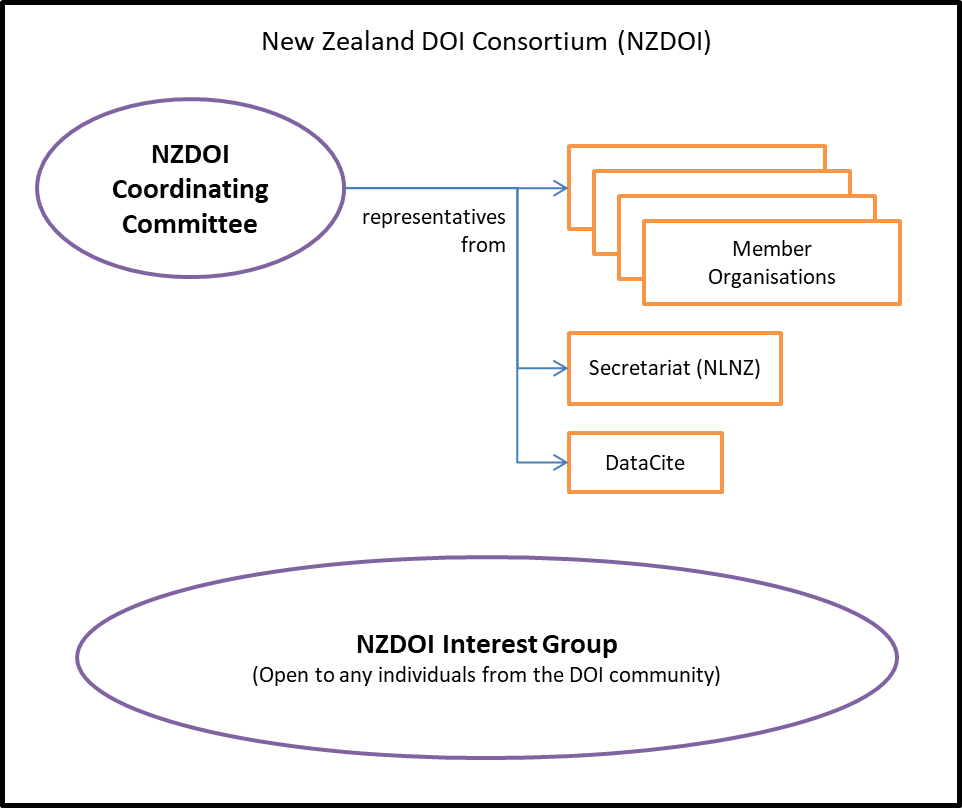 New Zealand DOI Consortium (NZDOI)
NZDOI
Coordinating
Committee
representatives
from
Member
Organisations
Secretariat (NLNZ)
DataCite
NZDOI Interest Group
(Open to any individuals from the DOI community)